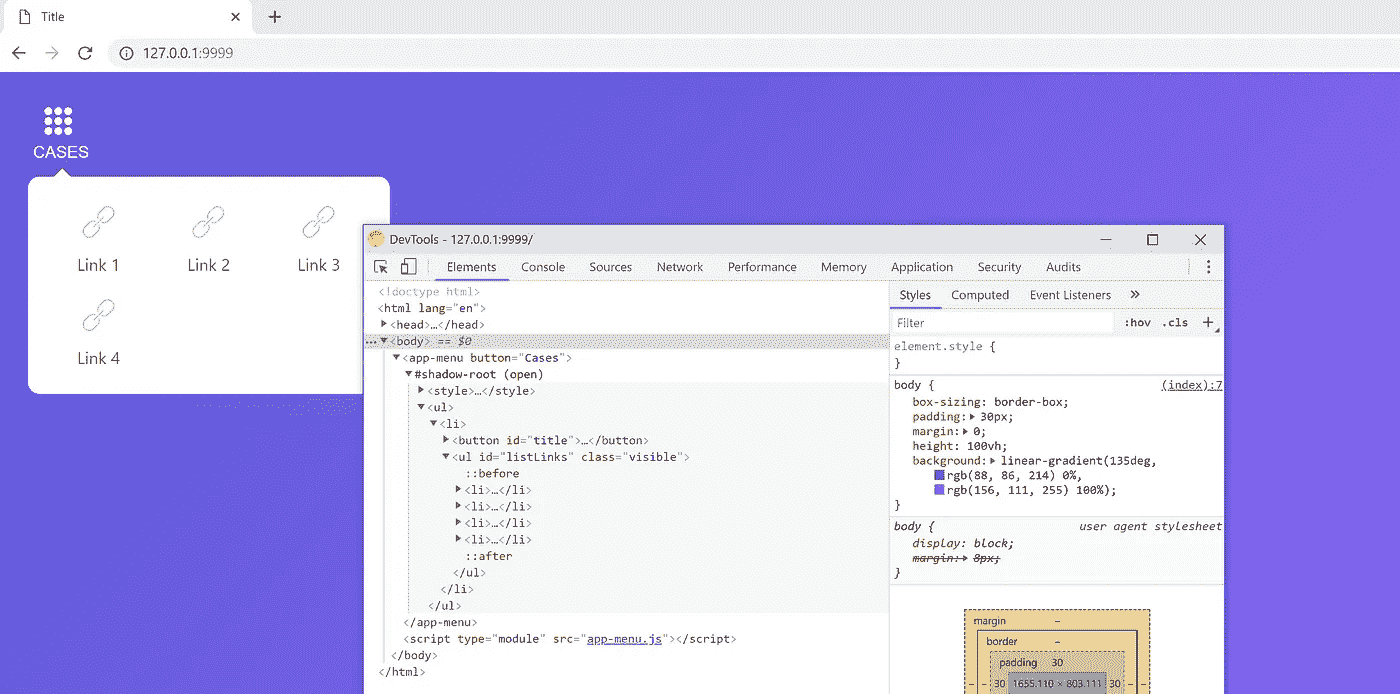 Title
127.0.0.1:9999
CASES
Link 1 Link 2 Link 3
Link 4
DevTools - 127.0.0.1:9999/
Elements Console Sources Network Performance Memory Application Security Audits
<!doctype html>
<html lang="en">
<head>…</head>
<body> == $0
<app-menu button="Cases">
#shadow-root (open)
<style>…</style>
<ul>
<li>
<button id="title">…</button>
<ul id="listLinks" class="visible">
::before
<li>…</li>
<li>…</li>
<li>…</li>
<li>…</li>
::after
</ul>
</li>
</ul>
</app-menu>
<script type="module" src="app-menu.js"></script>
</body>
</html>
Styles Computed Event Listeners »
Filter :hov .cls +
element.style {
}
body { (index):7
box-sizing: border-box;
padding: 30px;
margin: 0;
height: 100vh;
background: linear-gradient(135deg,
rgb(88, 86, 214) 0%,
rgb(156, 111, 255) 100%);
}
body { user agent stylesheet
display: block;
margin: 8px;
}
margin –
border –
padding 30
– – 30 1655.110 × 803.111 30 – –